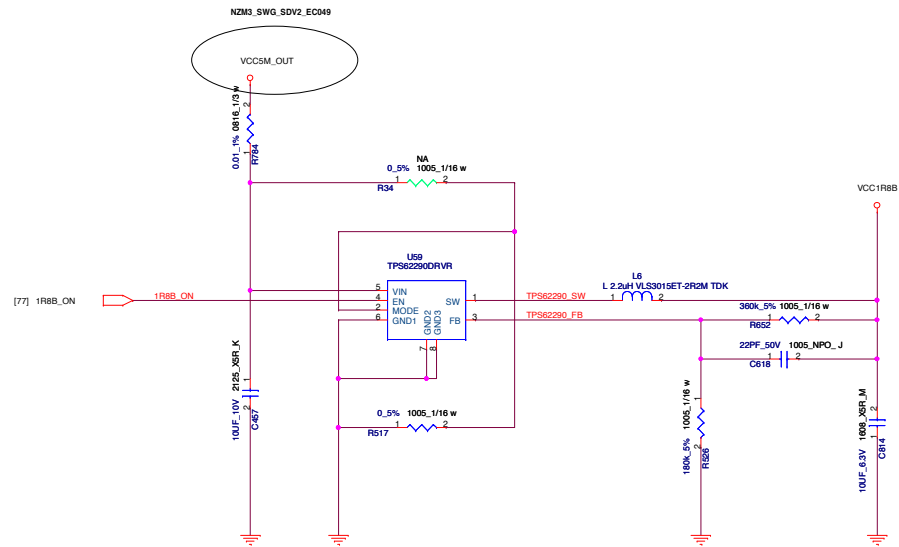 NZM3_SWG_SDV2_EC049
VCC5M_OUT
2
0.01_1% 0816_1/3 w
1
R784
NA
0_5% 1005_1/16 w
1
2
R34
VCC1R8B
U59
TPS62290DRVR
L6
L 2.2uH VLS3015ET-2R2M TDK
[77] 1R8B_ON
1R8B_ON
5 VIN
4 EN
2 MODE
6 GND1
SW 1
FB 3
GND2
GND3
7
8
TPS62290_SW
1
2
TPS62290_FB
360k_5% 1005_1/16 w
1
2
R652
22PF_50V 1005_NPO_J
1
2
C618
10UF_10V 2125_X5R_K
1
2
C457
0_5% 1005_1/16 w
1
2
R517
180k_5% 1005_1/16 w
1
2
R526
10UF_6.3V 1608_X5R_M
2
1
C814